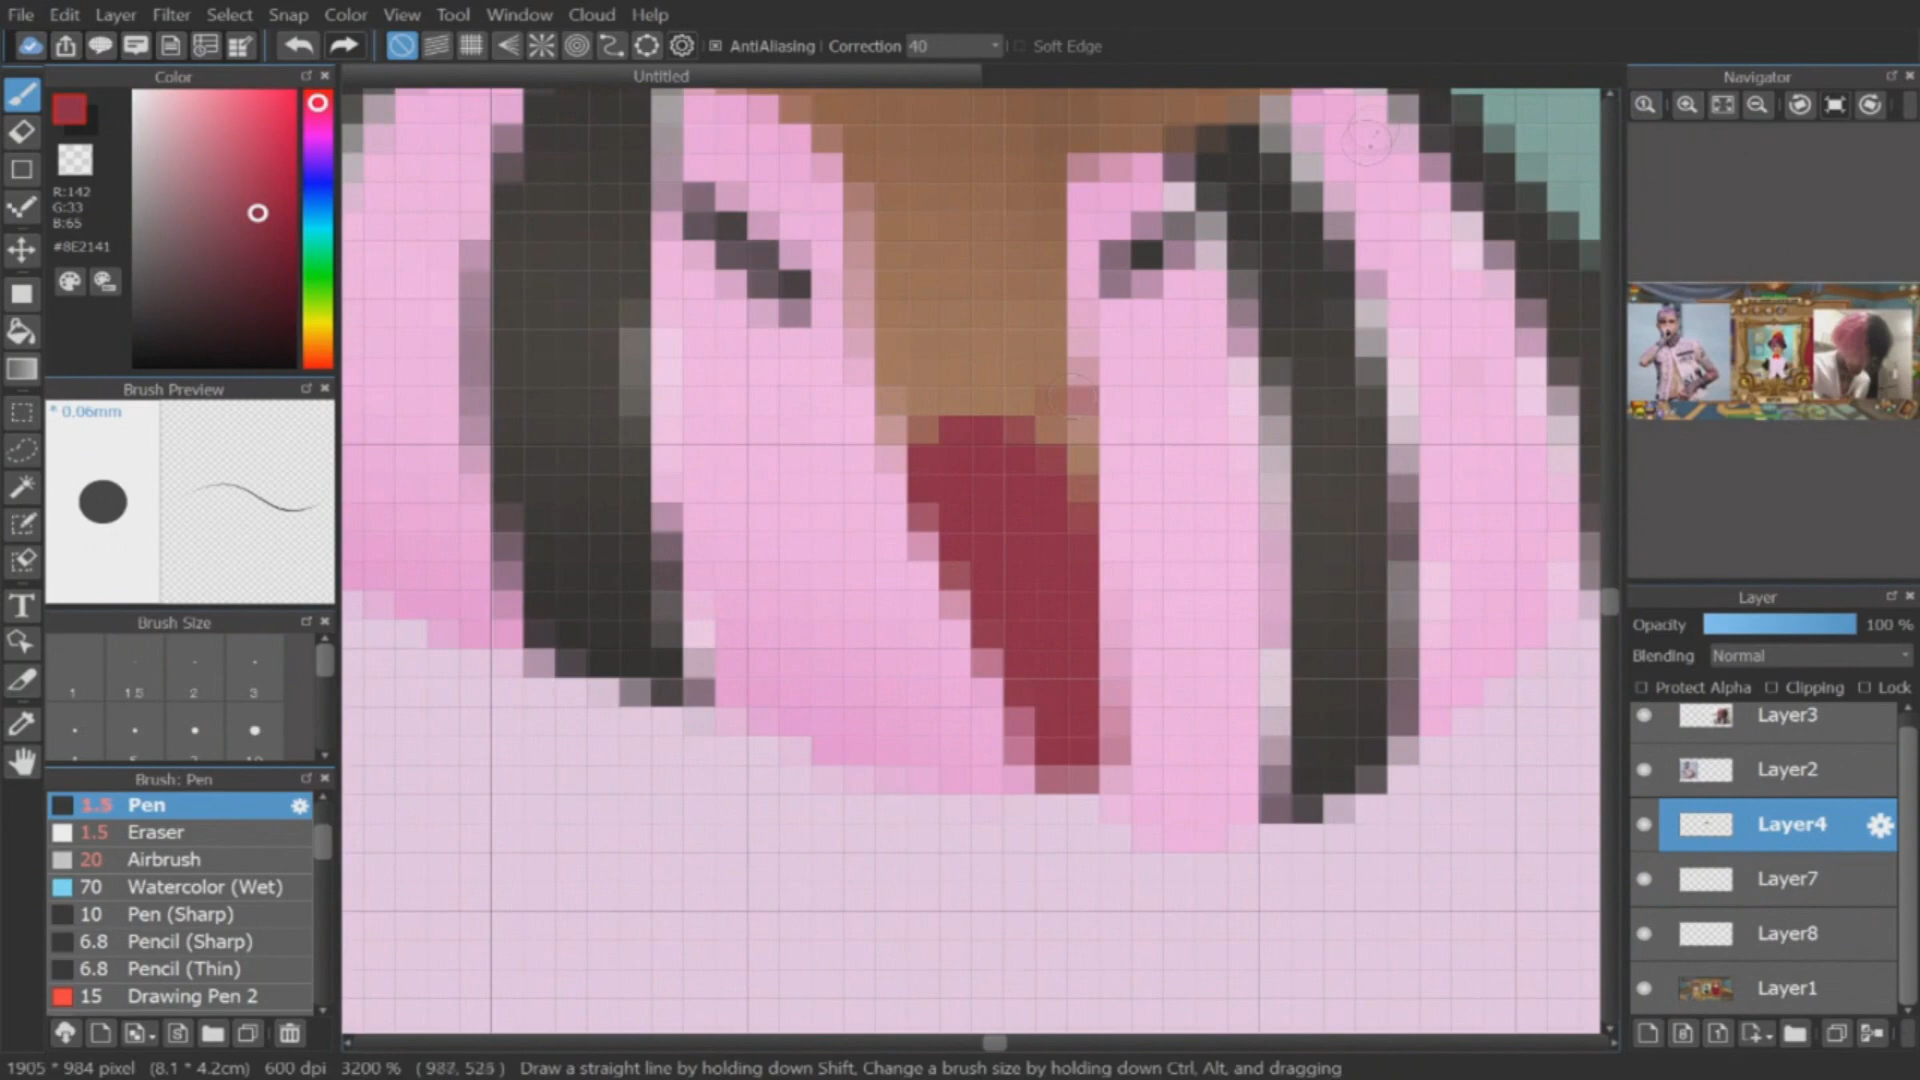 File Edit Layer Filter Select Snap Color View Tool Window Cloud Help
AntiAliasing Correction 40 Soft Edge
Color
Untitled
Navigator
R:142
G:33
B:65
#8E2141
Brush Preview
* 0.06mm
Brush Size
1 1.5 2 3
Brush: Pen
1.5 Pen
1.5 Eraser
20 Airbrush
70 Watercolor (Wet)
10 Pen (Sharp)
6.8 Pencil (Sharp)
6.8 Pencil (Thin)
15 Drawing Pen 2
Layer
Opacity 100 %
Blending Normal
Protect Alpha Clipping Lock
Layer3
Layer2
Layer4
Layer7
Layer8
Layer1
1905 * 984 pixel (8.1 * 4.2cm) 600 dpi 3200 % Draw a straight line by holding down Shift, Change a brush size by holding down Ctrl, Alt, and dragging